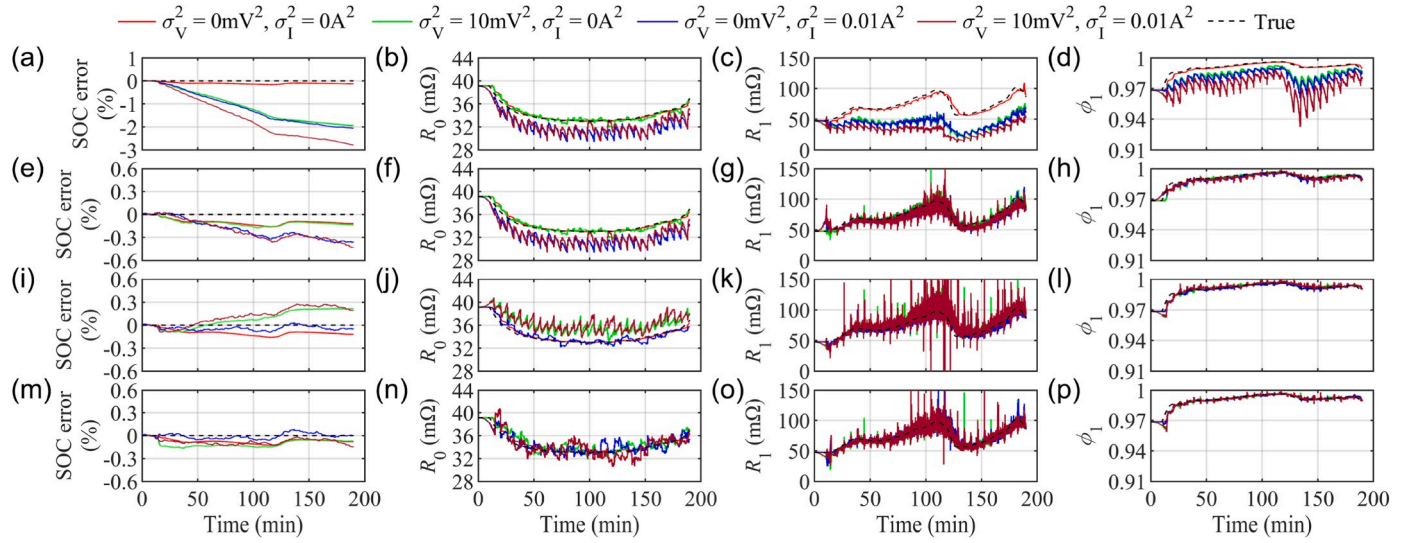 σ²_V = 0mV², σ²_I = 0A² σ²_V = 10mV², σ²_I = 0A² σ²_V = 0mV², σ²_I = 0.01A² σ²_V = 10mV², σ²_I = 0.01A² True
(a) SOC error (%) 1 0 -1 -2 -3
(b) R₀ (mΩ) 44 40 36 32 28
(c) R₁ (mΩ) 150 100 50 0
(d) ϕ₁ 1 0.97 0.94 0.91
(e) SOC error (%) 0.6 0.3 0 -0.3 -0.6
(f) R₀ (mΩ) 44 40 36 32 28
(g) R₁ (mΩ) 150 100 50 0
(h) ϕ₁ 1 0.97 0.94 0.91
(i) SOC error (%) 0.6 0.3 0 -0.3 -0.6
(j) R₀ (mΩ) 44 40 36 32 28
(k) R₁ (mΩ) 150 100 50 0
(l) ϕ₁ 1 0.97 0.94 0.91
(m) SOC error (%) 0.6 0.3 0 -0.3 -0.6
(n) R₀ (mΩ) 44 40 36 32 28
(o) R₁ (mΩ) 150 100 50 0
(p) ϕ₁ 1 0.97 0.94 0.91
0 50 100 150 200 0 50 100 150 200 0 50 100 150 200 0 50 100 150 200
Time (min) Time (min) Time (min) Time (min)